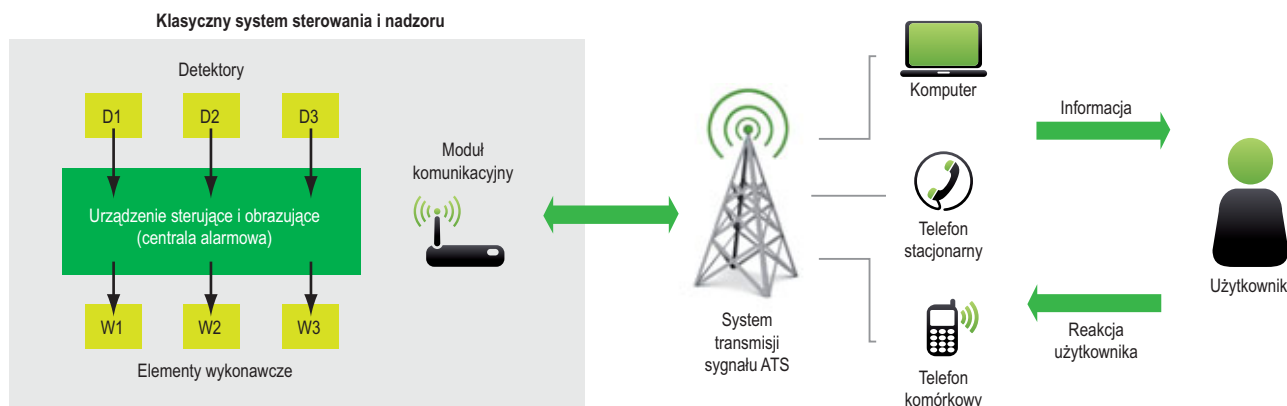 Klasyczny system sterowania i nadzoru
Detektory
D1
D2
D3
Urządzenie sterujące i obrazujące
(centrala alarmowa)
W1
W2
W3
Elementy wykonawcze
Moduł
komunikacyjny
System
transmisji
sygnału ATS
Komputer
Telefon
stacjonarny
Telefon
komórkowy
Informacja
Użytkownik
Reakcja
użytkownika